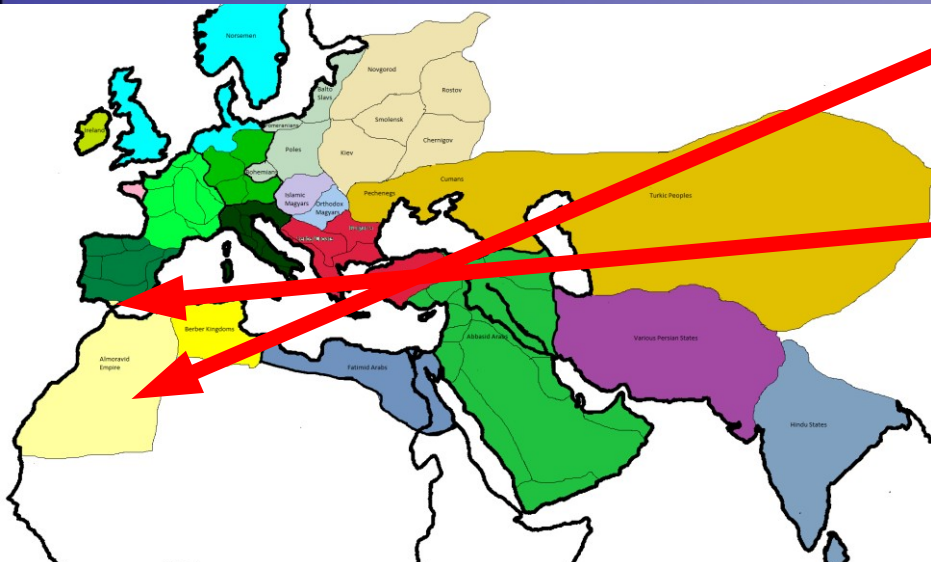 Norsemen
Novgorod
Rostov
Balto
Slavs
Ireland
Pomeranians
Smolensk
Chernigov
Poles
Kiev
Bohemians
Cumans
Pechenegs
Turkic Peoples
Islamic
Magyars
Orthodox
Magyars
Berber Kingdoms
Almoravid
Empire
Abbasid Arabs
Various Persian States
Fatimid Arabs
Hindu States